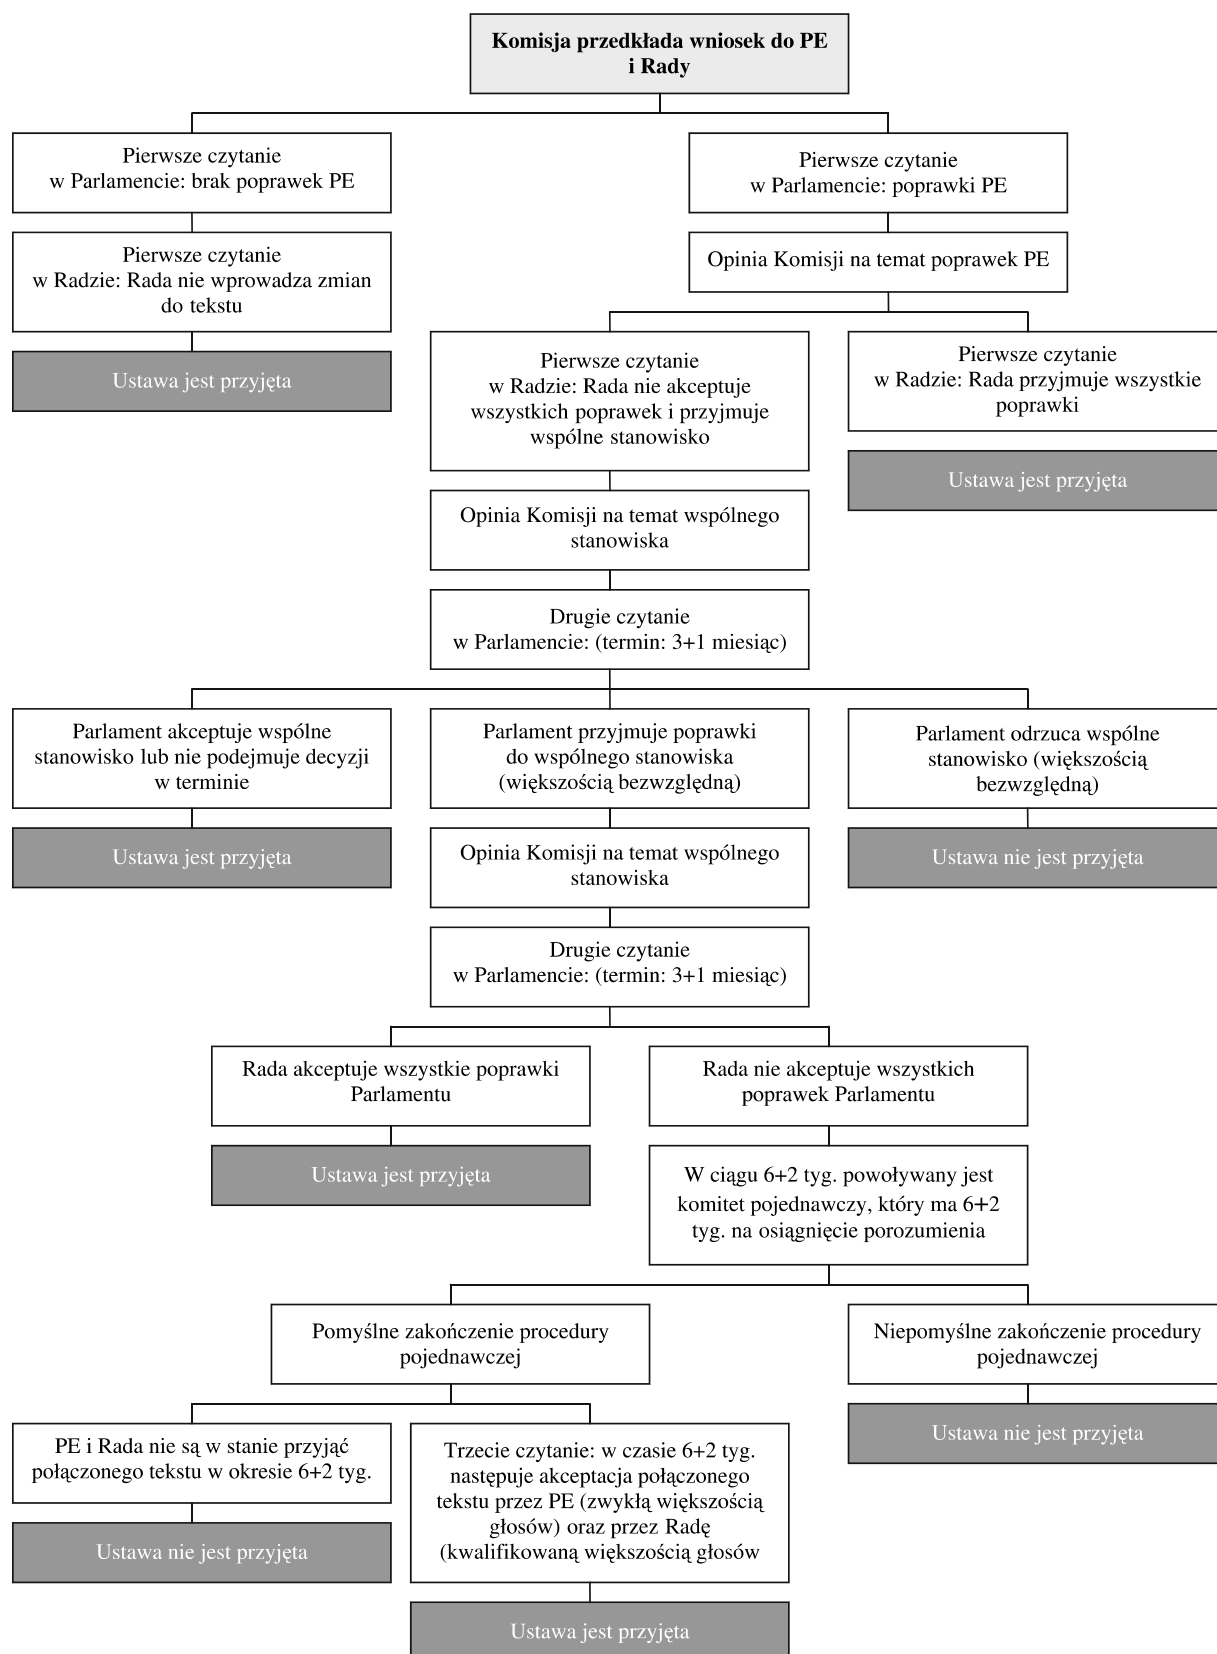 Komisja przedkłada wniosek do PE
i Rady
Pierwsze czytanie
w Parlamencie: brak poprawek PE
Pierwsze czytanie
w Parlamencie: poprawki PE
Pierwsze czytanie
w Radzie: Rada nie wprowadza zmian
do tekstu
Opinia Komisji na temat poprawek PE
Ustawa jest przyjęta
Pierwsze czytanie
w Radzie: Rada nie akceptuje
wszystkich poprawek i przyjmuje
wspólne stanowisko
Pierwsze czytanie
w Radzie: Rada przyjmuje wszystkie
poprawki
Ustawa jest przyjęta
Opinia Komisji na temat wspólnego
stanowiska
Drugie czytanie
w Parlamencie: (termin: 3+1 miesiąc)
Parlament akceptuje wspólne
stanowisko lub nie podejmuje decyzji
w terminie
Parlament przyjmuje poprawki
do wspólnego stanowiska
(większością bezwzględną)
Parlament odrzuca wspólne
stanowisko (większością
bezwzględną)
Ustawa jest przyjęta
Opinia Komisji na temat wspólnego
stanowiska
Ustawa nie jest przyjęta
Drugie czytanie
w Parlamencie: (termin: 3+1 miesiąc)
Rada akceptuje wszystkie poprawki
Parlamentu
Rada nie akceptuje wszystkich
poprawek Parlamentu
Ustawa jest przyjęta
W ciągu 6+2 tyg. powoływany jest
komitet pojednawczy, który ma 6+2
tyg. na osiągnięcie porozumienia
Pomyślne zakończenie procedury
pojednawczej
Niepomyślne zakończenie procedury
pojednawczej
PE i Rada nie są w stanie przyjąć
połączonego tekstu w okresie 6+2 tyg.
Trzecie czytanie: w czasie 6+2 tyg.
następuje akceptacja połączonego
tekstu przez PE (zwykłą większością
głosów) oraz przez Radę
(kwalifikowaną większością głosów
Ustawa nie jest przyjęta
Ustawa nie jest przyjęta
Ustawa jest przyjęta